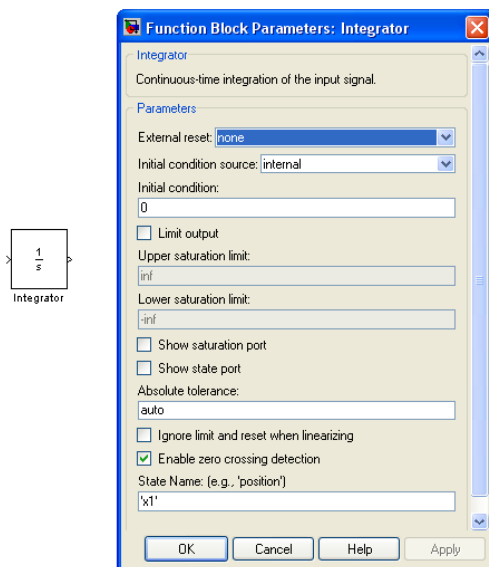 Function Block Parameters: Integrator
Integrator
Continuous-time integration of the input signal.
Parameters
External reset: none
Initial condition source: internal
Initial condition:
0
Limit output
Upper saturation limit:
inf
Lower saturation limit:
-inf
Show saturation port
Show state port
Absolute tolerance:
auto
Ignore limit and reset when linearizing
Enable zero crossing detection
State Name: (e.g., 'position')
'x1'
OK Cancel Help Apply
1
s
Integrator